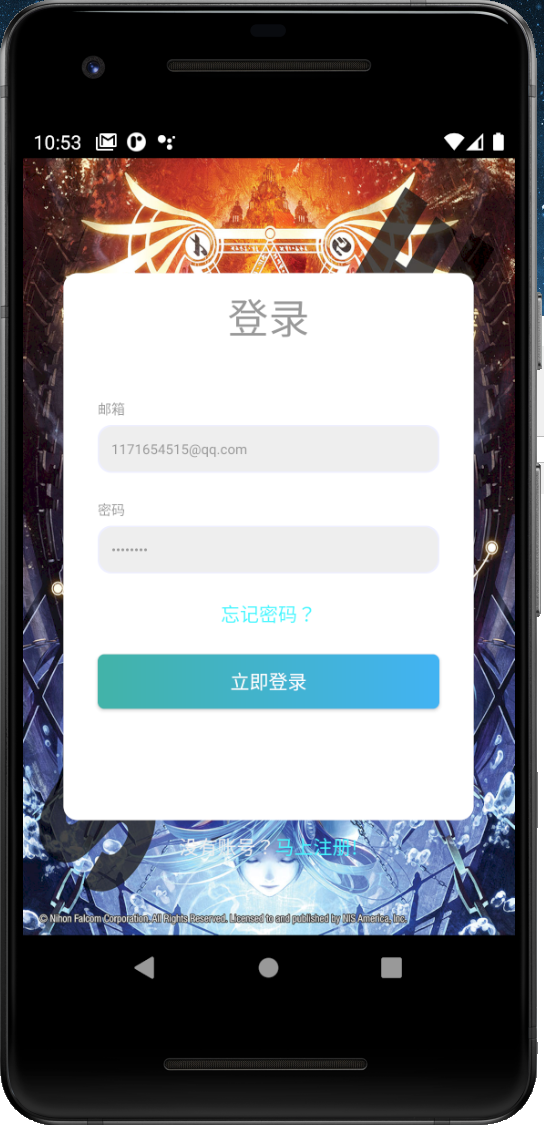 10:53
登录
邮箱
1171654515@qq.com
密码
••••••••
忘记密码？
立即登录
没有账号？马上注册!
© Nihon Falcom Corporation. All Rights Reserved. Licensed to and published by NIS America, Inc.